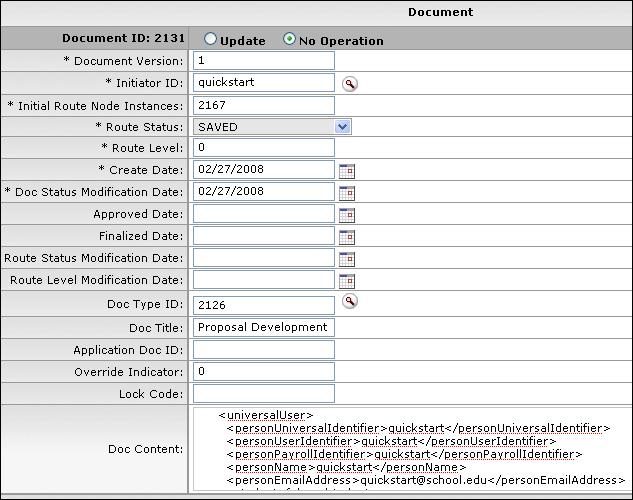 Document
Document ID: 2131 Update No Operation
* Document Version: 1
* Initiator ID: quickstart
* Initial Route Node Instances: 2167
* Route Status: SAVED
* Route Level: 0
* Create Date: 02/27/2008
* Doc Status Modification Date: 02/27/2008
Approved Date:
Finalized Date:
Route Status Modification Date:
Route Level Modification Date:
Doc Type ID: 2126
Doc Title: Proposal Development
Application Doc ID:
Override Indicator: 0
Lock Code:
Doc Content:
<universalUser>
<personUniversalIdentifier>quickstart</personUniversalIdentifier>
<personUserIdentifier>quickstart</personUserIdentifier>
<personPayrollIdentifier>quickstart</personPayrollIdentifier>
<personName>quickstart</personName>
<personEmailAddress>quickstart@school.edu</personEmailAddress>